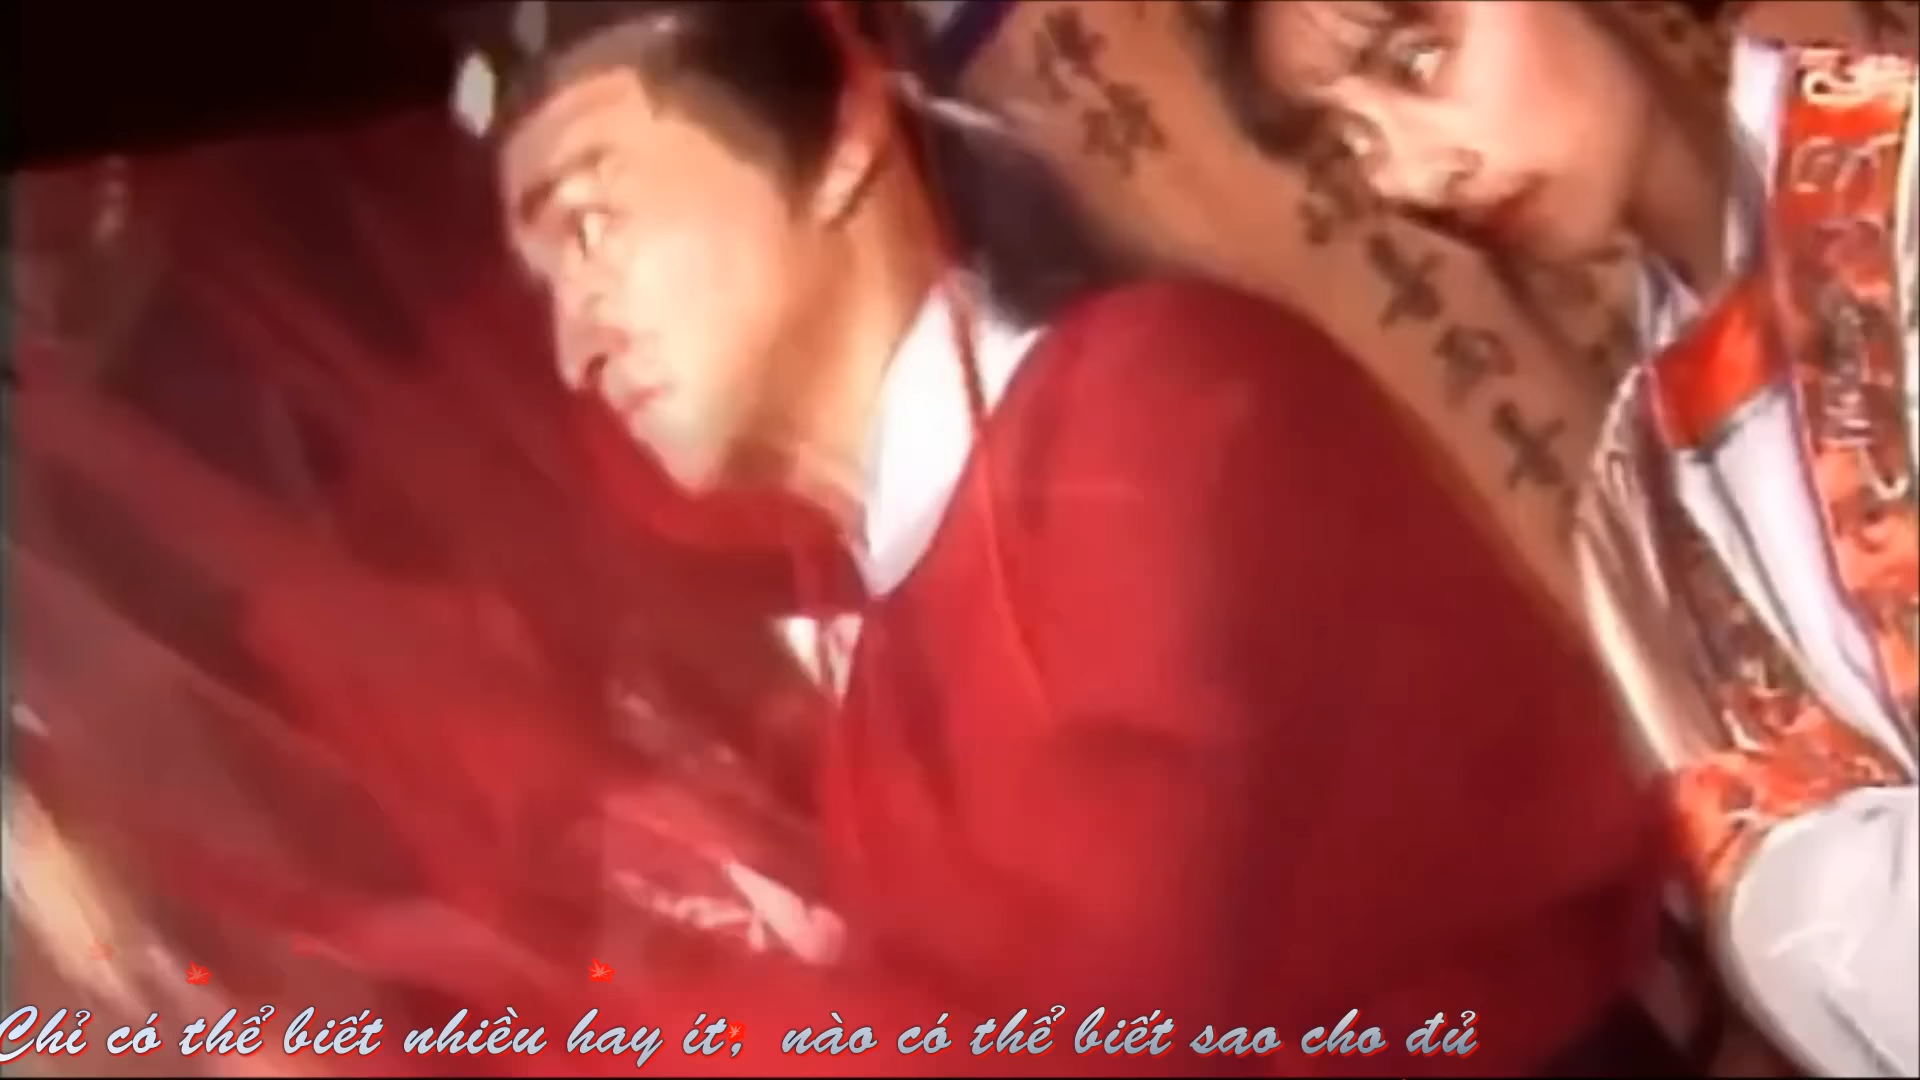 Chỉ có thể biết nhiều hay ít, nào có thể biết sao cho đủ